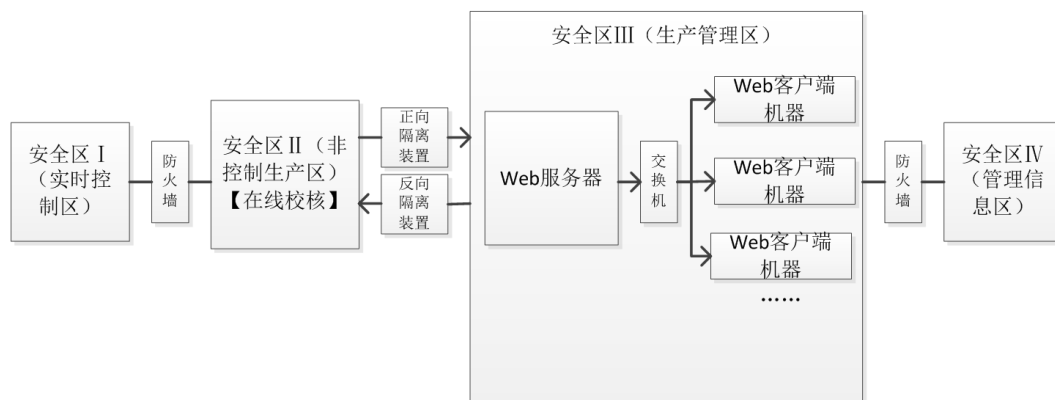 安全区Ⅰ
（实时控
制区）
防
火
墙
安全区Ⅱ（非
控制生产区）
【在线校核】
正向
隔离
装置
反向
隔离
装置
安全区Ⅲ（生产管理区）
Web服务器
交
换
机
Web客户端
机器
Web客户端
机器
Web客户端
机器
……
防
火
墙
安全区Ⅳ
（管理信
息区）